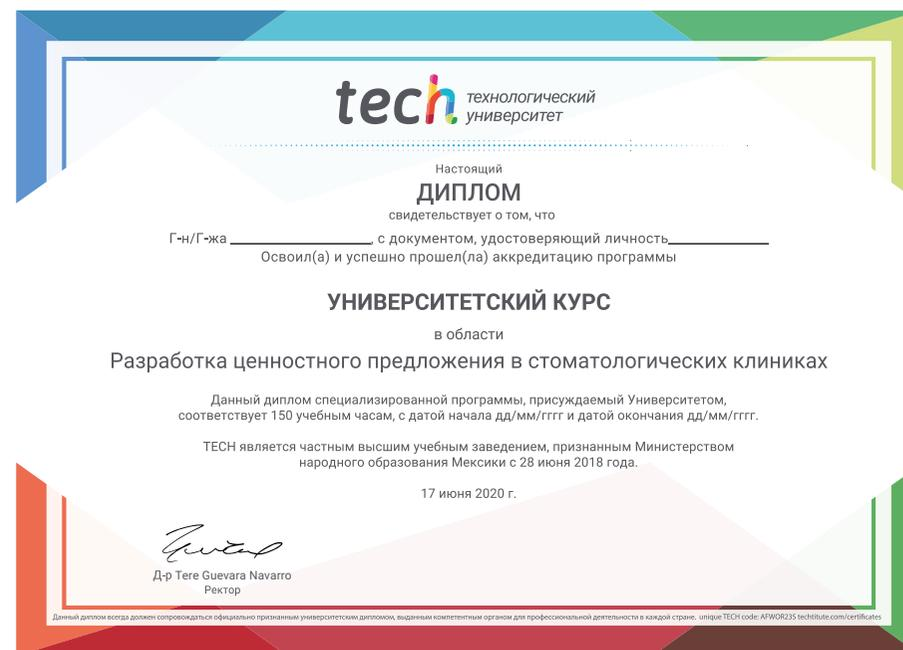 tech технологический
университет
Настоящий
ДИПЛОМ
свидетельствует о том, что
Г-н/Г-жа ____________________, с документом, удостоверяющий личность______________
Освоил(а) и успешно прошел(ла) аккредитацию программы
УНИВЕРСИТЕТСКИЙ КУРС
в области
Разработка ценностного предложения в стоматологических клиниках
Данный диплом специализированной программы, присуждаемый Университетом,
соответствует 150 учебным часам, с датой начала дд/мм/гггг и датой окончания дд/мм/гггг.
TECH является частным высшим учебным заведением, признанным Министерством
народного образования Мексики с 28 июня 2018 года.
17 июня 2020 г.
Д-р Tere Guevara Navarro
Ректор
Данный диплом всегда должен сопровождаться официально признанным университетским дипломом, выданным компетентным органом для профессиональной деятельности в каждой стране. unique TECH code: AFWOR23S techtitute.com/certificates